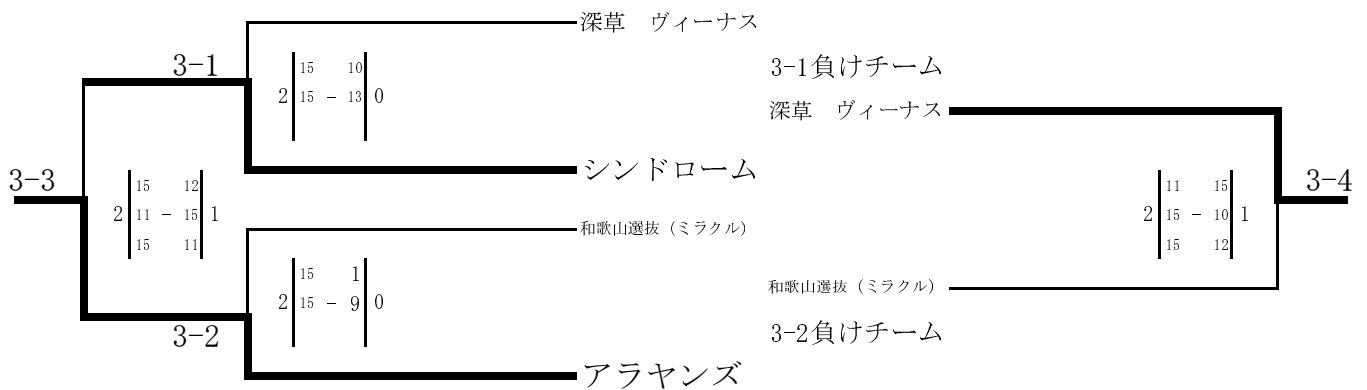 深草　ヴィーナス
3-1
15 10
2 15 － 13 0
シンドローム
3-3
15 12
2 11 － 15 1
15 11
和歌山選抜（ミラクル）
15 1
2 15 － 9 0
3-2
アラヤンズ
3-1負けチーム
深草　ヴィーナス
3-4
11 15
2 15 － 10 1
15 12
和歌山選抜（ミラクル）
3-2負けチーム